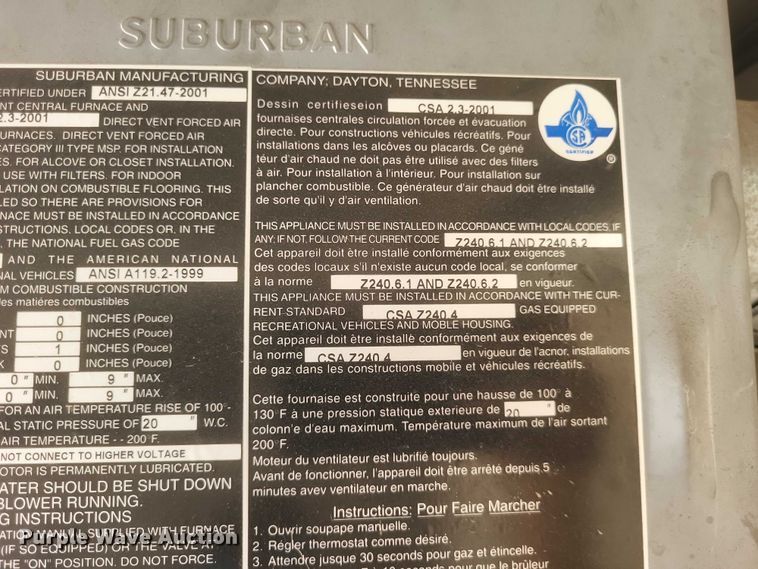 SUBURBAN
SUBURBAN MANUFACTURING COMPANY; DAYTON, TENNESSEE
ERTIFIED UNDER ANSI Z21.47-2001
NT CENTRAL FURNACE AND
2.3-2001 DIRECT VENT FORCED AIR
URNACES. DIRECT VENT FORCED AIR
CATEGORY III TYPE MSP. FOR INSTALLATION
ES. FOR ALCOVE OR CLOSET INSTALLATION.
USE WITH FILTERS. FOR INDOOR
LATION ON COMBUSTIBLE FLOORING. THIS
LED SO THERE ARE PROVISIONS FOR
NACE MUST BE INSTALLED IN ACCORDANCE
STRUCTIONS. LOCAL CODES OR, IN THE
, THE NATIONAL FUEL GAS CODE
AND THE AMERICAN NATIONAL
NAL VEHICLES ANSI A119.2-1999
M COMBUSTIBLE CONSTRUCTION
les matiéres combustibles
0 INCHES (Pouce)
NT 0 INCHES (Pouce)
TS 1 INCHES (Pouce)
K 0 INCHES (Pouce)
0 " MIN. 9 " MAX.
0 " MIN. 9 " MAX.
FOR AN AIR TEMPERATURE RISE OF 100°-
AL STATIC PRESSURE OF 20 " W.C.
AIR TEMPERATURE - - 200°F.
NOT CONNECT TO HIGHER VOLTAGE
OTOR IS PERMANENTLY LUBRICATED.
ATER SHOULD BE SHUT DOWN
BLOWER RUNNING.
G INSTRUCTIONS
ATION MANUAL SUPPLIED WITH FURNACE
(IF SO EQUIPPED) OR THE VALVE AT
THE "ON" POSITION. DO NOT FORCE.
Dessin certifieseion CSA 2.3-2001
fournaises centrales circulation forcée et évacuation
directe. Pour constructions véhicules récréatifs. Pour
installations dans les alcôves ou placards. Ce géné
téur d'air chaud ne doit pas être utilisé avec des filters
à air. Pour installation à l'intérieur. Pour installation sur
plancher combustible. Ce générateur d'air chaud doit être installé
de sorte qu'il y d'air ventilation.
CERTIFIED
®
THIS APPLIANCE MUST BE INSTALLED IN ACCORDANCE WITH LOCAL CODES, IF
ANY: IF NOT, FOLLOW THE CURRENT CODE Z240.6.1 AND Z240.6.2
Cet appareil doit être installé conformément aux exigences
des codes locaux s'il n'existe aucun code local, se conformer
à la norme Z240.6.1 AND Z240.6.2 en vigueur.
THIS APPLIANCE MUST BE INSTALLED IN ACCORDANCE WITH THE CUR-
RENT STANDARD CSA Z240.4 GAS EQUIPPED
RECREATIONAL VEHICLES AND MOBLE HOUSING.
Cet appareil doit être installé conformément aux exigences de
la norme CSA Z240.4 en vigueur de l'acnor, installations
de gaz dans les constructions mobile et véhicules récréatifs.
Cette fournaise est construite pour une hausse de 100° à
130°F à une pression statique exterieure de 20 " de
colonn'e d'eau maximum. Température maximum de l'air sortant
200°F.
Moteur du ventilateur est lubrifié toujours.
Avant de fonctionner, l'appareil doit être arrêté depuis 5
minutes avev ventilateur en marche.
Instructions: Pour Faire Marcher
1. Ouvrir soupape manuelle.
2. Régler thermostat comme désiré.
3. Attendre jusque 30 seconds pour gaz et étincelle.
Purple Wave Auction